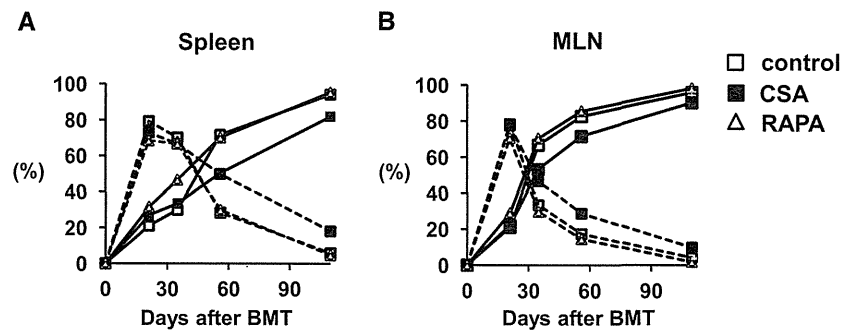 A
Spleen
100
80
60
(%)
40
20
0
0 30 60 90
Days after BMT
B
MLN
100
80
60
(%)
40
20
0
0 30 60 90
Days after BMT
control
CSA
RAPA